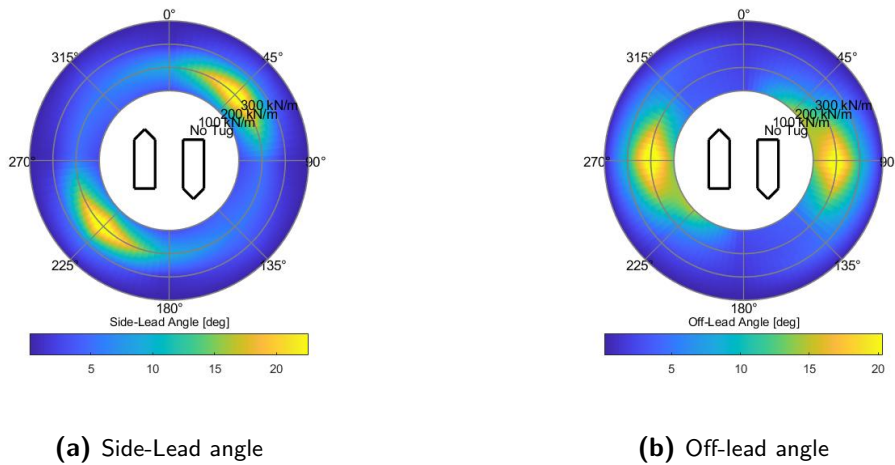 0°
315°
45°
300 kN/m
200 kN/m
100 kN/m
No Tug
270°
90°
225°
135°
180°
Side-Lead Angle [deg]
5 10 15 20
(a) Side-Lead angle
0°
315°
45°
300 kN/m
200 kN/m
100 kN/m
No Tug
270°
90°
225°
135°
180°
Off-Lead Angle [deg]
5 10 15 20
(b) Off-lead angle